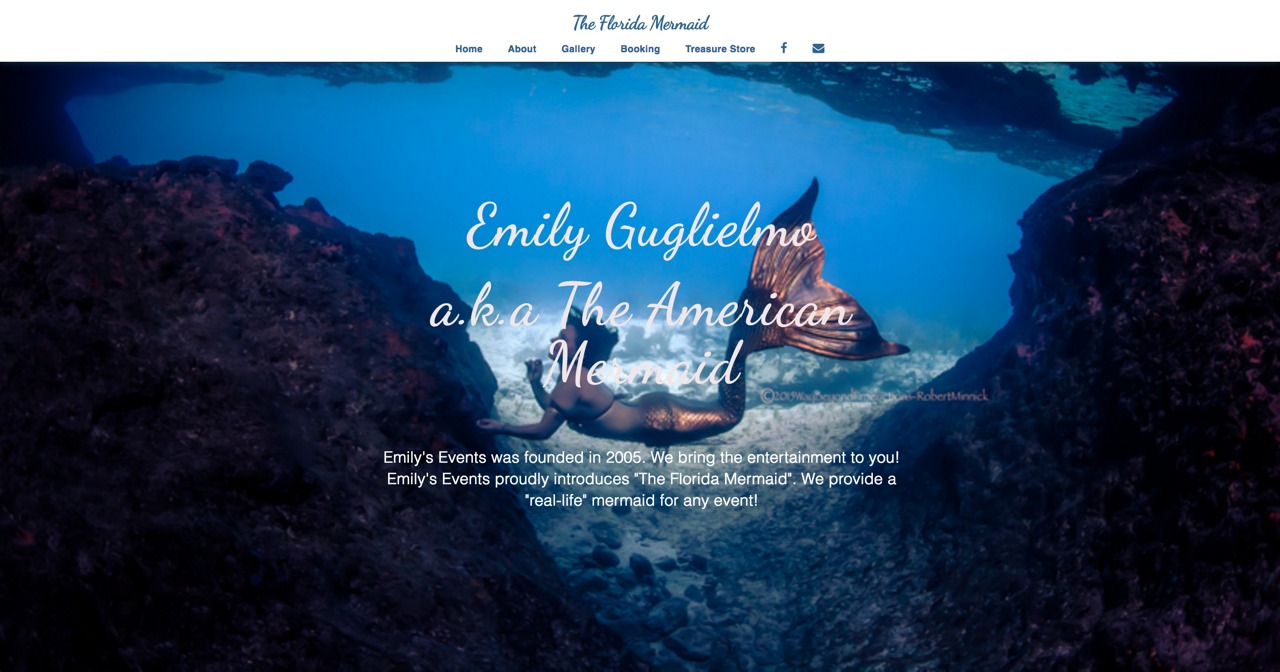 The Florida Mermaid
Home About Gallery Booking Treasure Store
Emily Guglielmo
a.k.a The American
Mermaid
©2015WayBeyondProductions-RobertMinnick
Emily's Events was founded in 2005. We bring the entertainment to you!
Emily's Events proudly introduces "The Florida Mermaid". We provide a
"real-life" mermaid for any event!